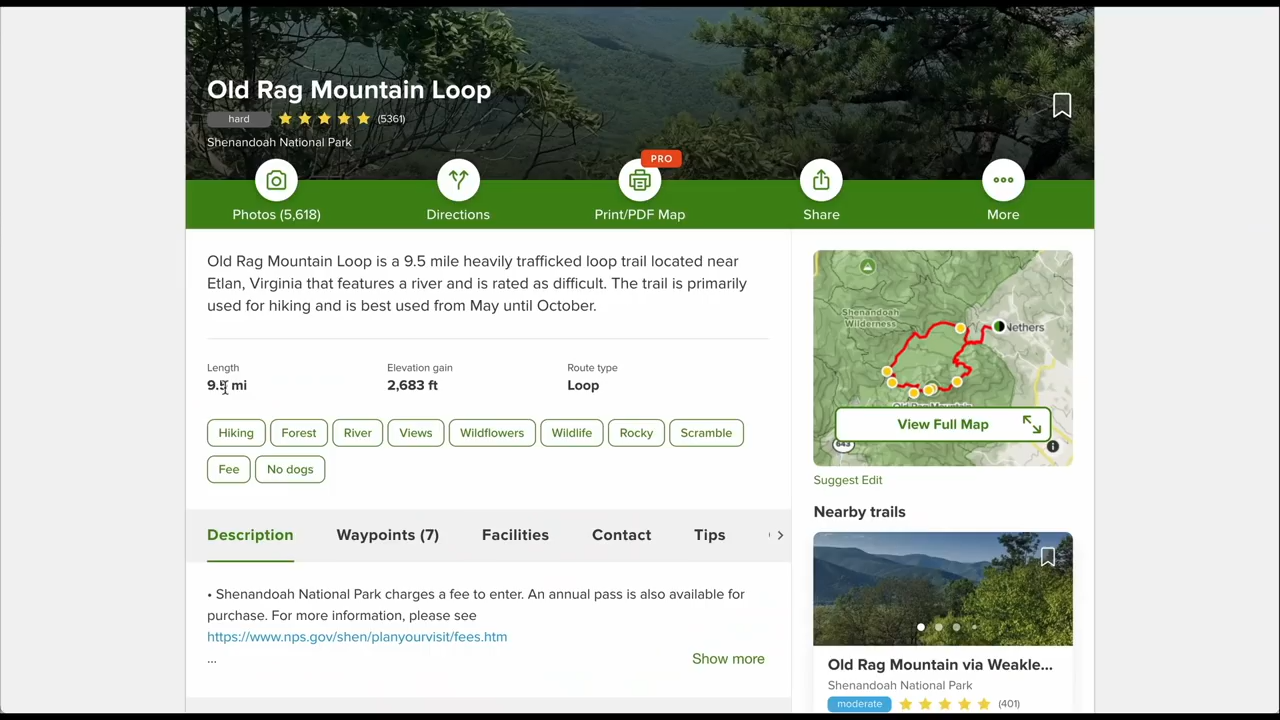 Old Rag Mountain Loop
hard
(5361)
Shenandoah National Park
PRO
Photos (5,618)
Directions
Print/PDF Map
Share
More
Old Rag Mountain Loop is a 9.5 mile heavily trafficked loop trail located near
Etlan, Virginia that features a river and is rated as difficult. The trail is primarily
used for hiking and is best used from May until October.
Length
Elevation gain
Route type
9.5 mi
2,683 ft
Loop
Hiking
Forest
River
Views
Wildflowers
Wildlife
Rocky
Scramble
Fee
No dogs
Description
Waypoints (7)
Facilities
Contact
Tips
• Shenandoah National Park charges a fee to enter. An annual pass is also available for
purchase. For more information, please see
https://www.nps.gov/shen/planyourvisit/fees.htm
...
Show more
Shenandoah
Wilderness
Nethers
View Full Map
643
Suggest Edit
Nearby trails
Old Rag Mountain via Weakle...
Shenandoah National Park
moderate
(401)